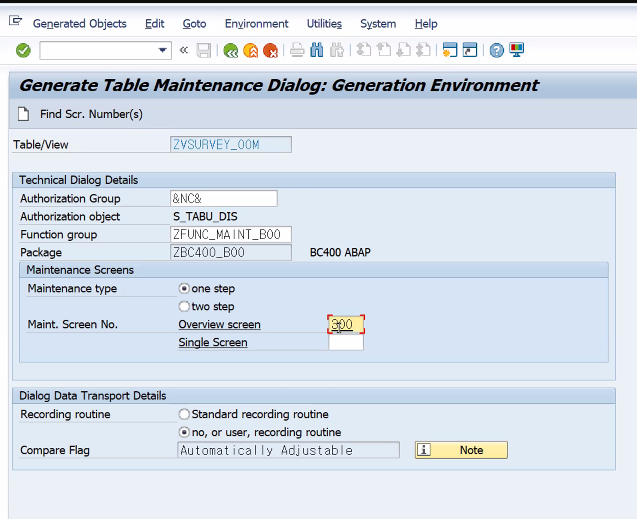 Generated Objects Edit Goto Environment Utilities System Help
Generate Table Maintenance Dialog: Generation Environment
Find Scr. Number(s)
Table/View ZVSURVEY_OOM
Technical Dialog Details
Authorization Group &NC&
Authorization object S_TABU_DIS
Function group ZFUNC_MAINT_B00
Package ZBC400_B00 BC400 ABAP
Maintenance Screens
Maintenance type one step
two step
Maint. Screen No. Overview screen 300
Single Screen
Dialog Data Transport Details
Recording routine Standard recording routine
no, or user, recording routine
Compare Flag Automatically Adjustable Note